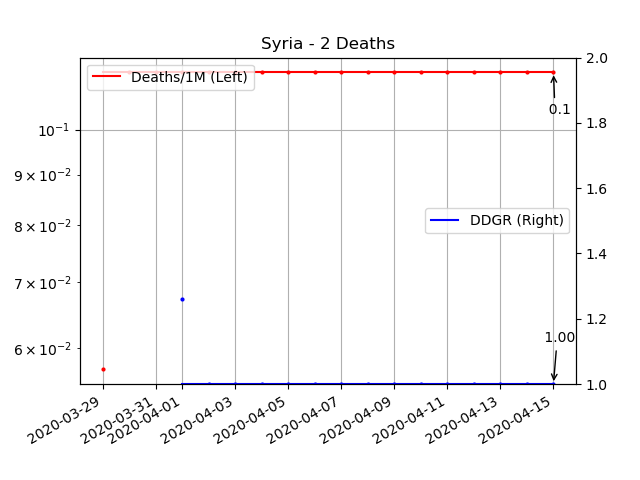 Syria - 2 Deaths
Deaths/1M (Left)
DDGR (Right)
0.1
1.00
10⁻¹
9 × 10⁻²
8 × 10⁻²
7 × 10⁻²
6 × 10⁻²
2.0
1.8
1.6
1.4
1.2
1.0
2020-03-29
2020-03-31
2020-04-01
2020-04-03
2020-04-05
2020-04-07
2020-04-09
2020-04-11
2020-04-13
2020-04-15